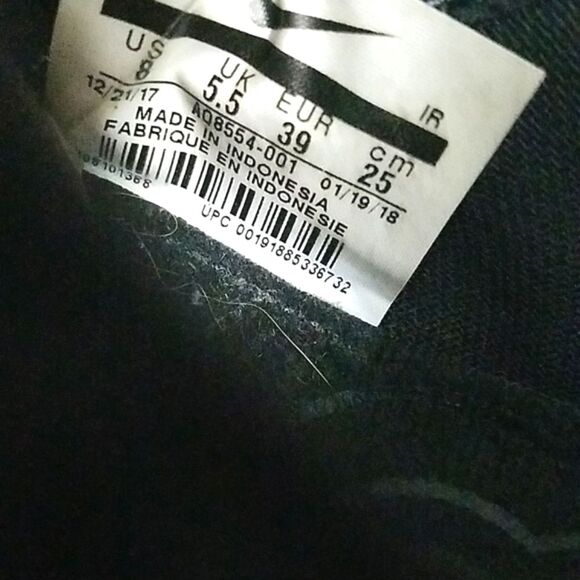 US UK EUR cm
8 5.5 39 25
IR
12/21/17 AQ8554-001 01/19/18
MADE IN INDONESIA
FABRIQUE EN INDONESIE
UPC 00191885336732